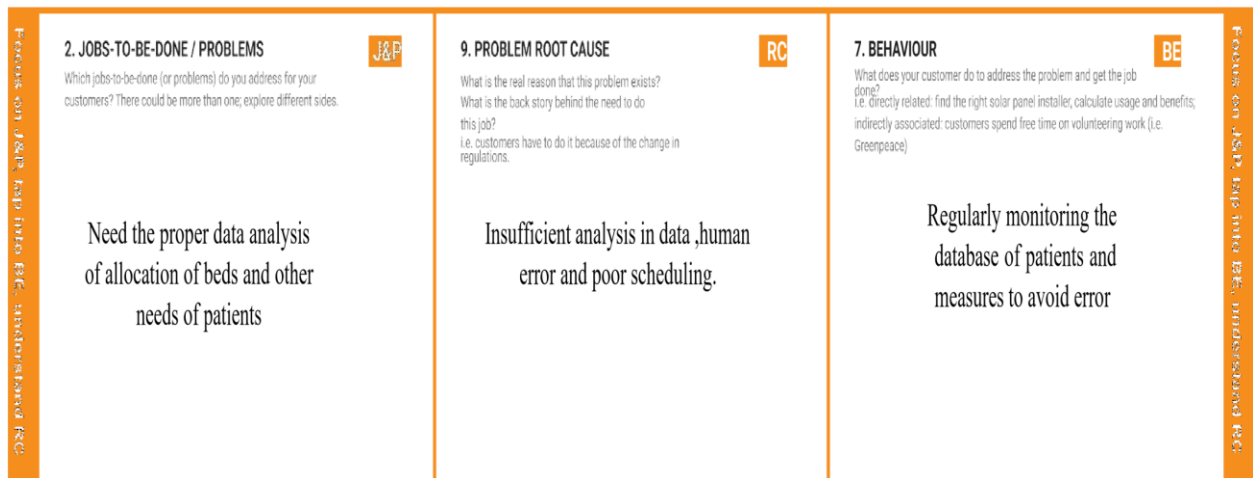 Focus on J&P, tap into BE, understand RC
2. JOBS-TO-BE-DONE / PROBLEMS
J&P
Which jobs-to-be-done (or problems) do you address for your
customers? There could be more than one; explore different sides.
Need the proper data analysis
of allocation of beds and other
needs of patients
9. PROBLEM ROOT CAUSE
RC
What is the real reason that this problem exists?
What is the back story behind the need to do
this job?
i.e. customers have to do it because of the change in
regulations.
Insufficient analysis in data ,human
error and poor scheduling.
7. BEHAVIOUR
BE
What does your customer do to address the problem and get the job
done?
i.e. directly related: find the right solar panel installer, calculate usage and benefits;
indirectly associated: customers spend free time on volunteering work (i.e.
Greenpeace)
Regularly monitoring the
database of patients and
measures to avoid error
Focus on J&P, tap into BE, understand RC